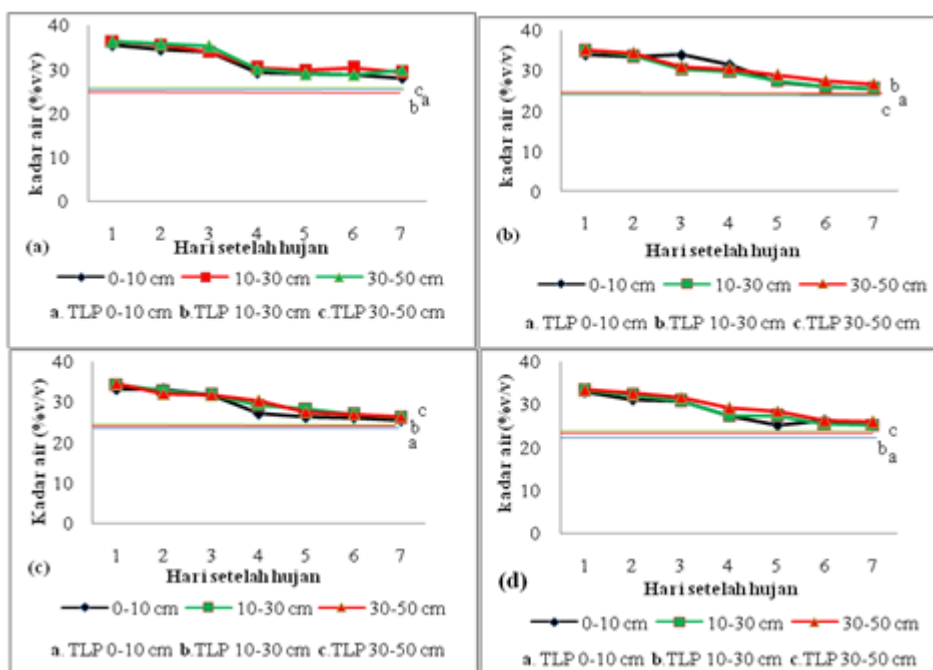 kadar air (%v/v)
40
30
20
10
0
c
a
b
1 2 3 4 5 6 7
(a)
Hari setelah hujan
0-10 cm 10-30 cm 30-50 cm
a. TLP 0-10 cm b.TLP 10-30 cm c.TLP 30-50 cm
kadar air (%v/v)
40
30
20
10
0
b
a
c
1 2 3 4 5 6 7
(b)
Hari setelah hujan
0-10 cm 10-30 cm 30-50 cm
a. TLP 0-10 cm b.TLP 10-30 cm c.TLP 30-50 cm
Kadar air (%v/v)
40
30
20
10
0
c
b
a
1 2 3 4 5 6 7
(c)
Hari setelah hujan
0-10 cm 10-30 cm 30-50 cm
a. TLP 0-10 cm b.TLP 10-30 cm c.TLP 30-50 cm
kadar air (%v/v)
40
30
20
10
0
c
b
a
1 2 3 4 5 6 7
(d)
Hari setelah hujan
0-10 cm 10-30 cm 30-50 cm
a. TLP 0-10 cm b.TLP 10-30 cm c.TLP 30-50 cm